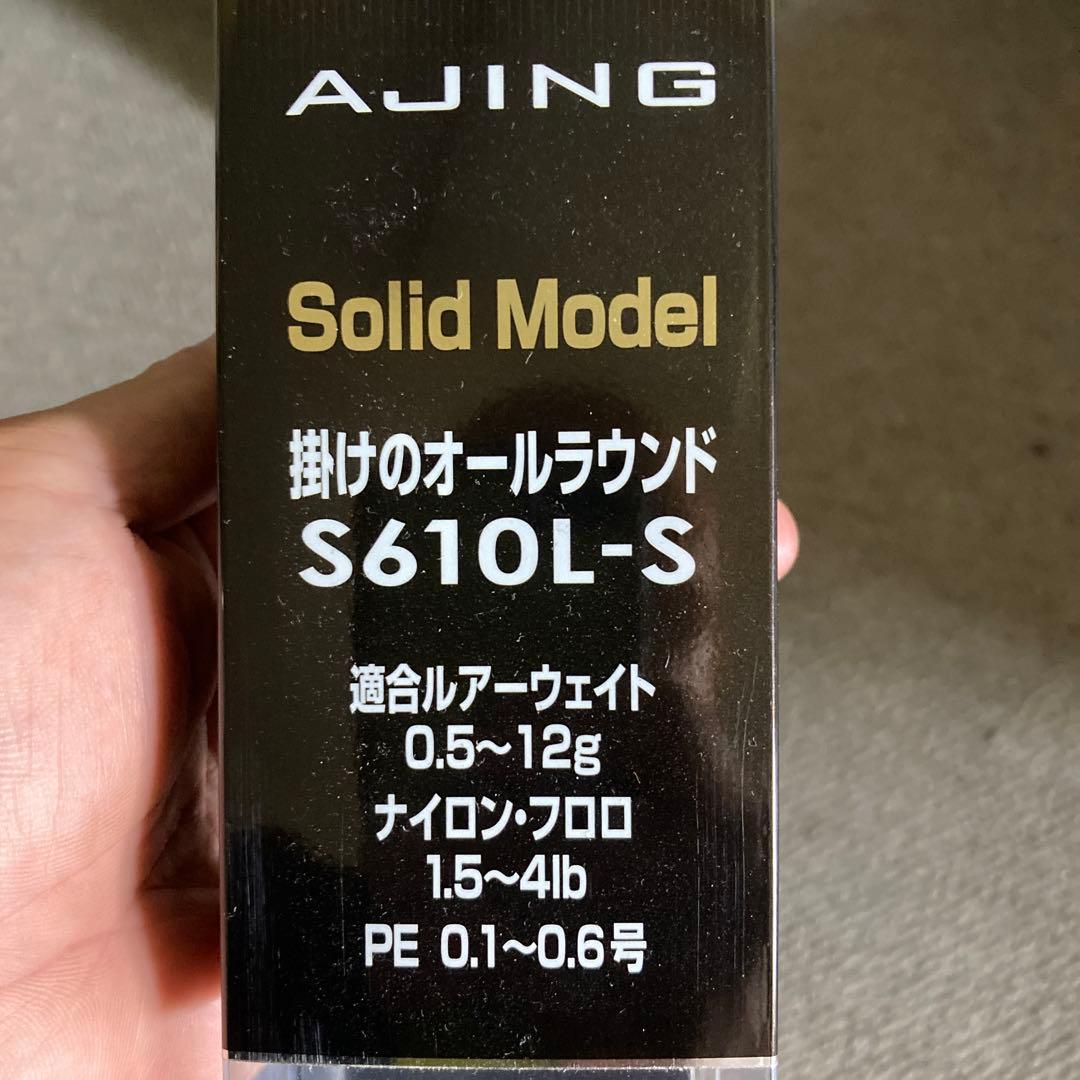 AJING
Solid Model
掛けのオールラウンド
S610L-S
適合ルアーウェイト
0.5～12g
ナイロン・フロロ
1.5～4lb
PE 0.1～0.6号